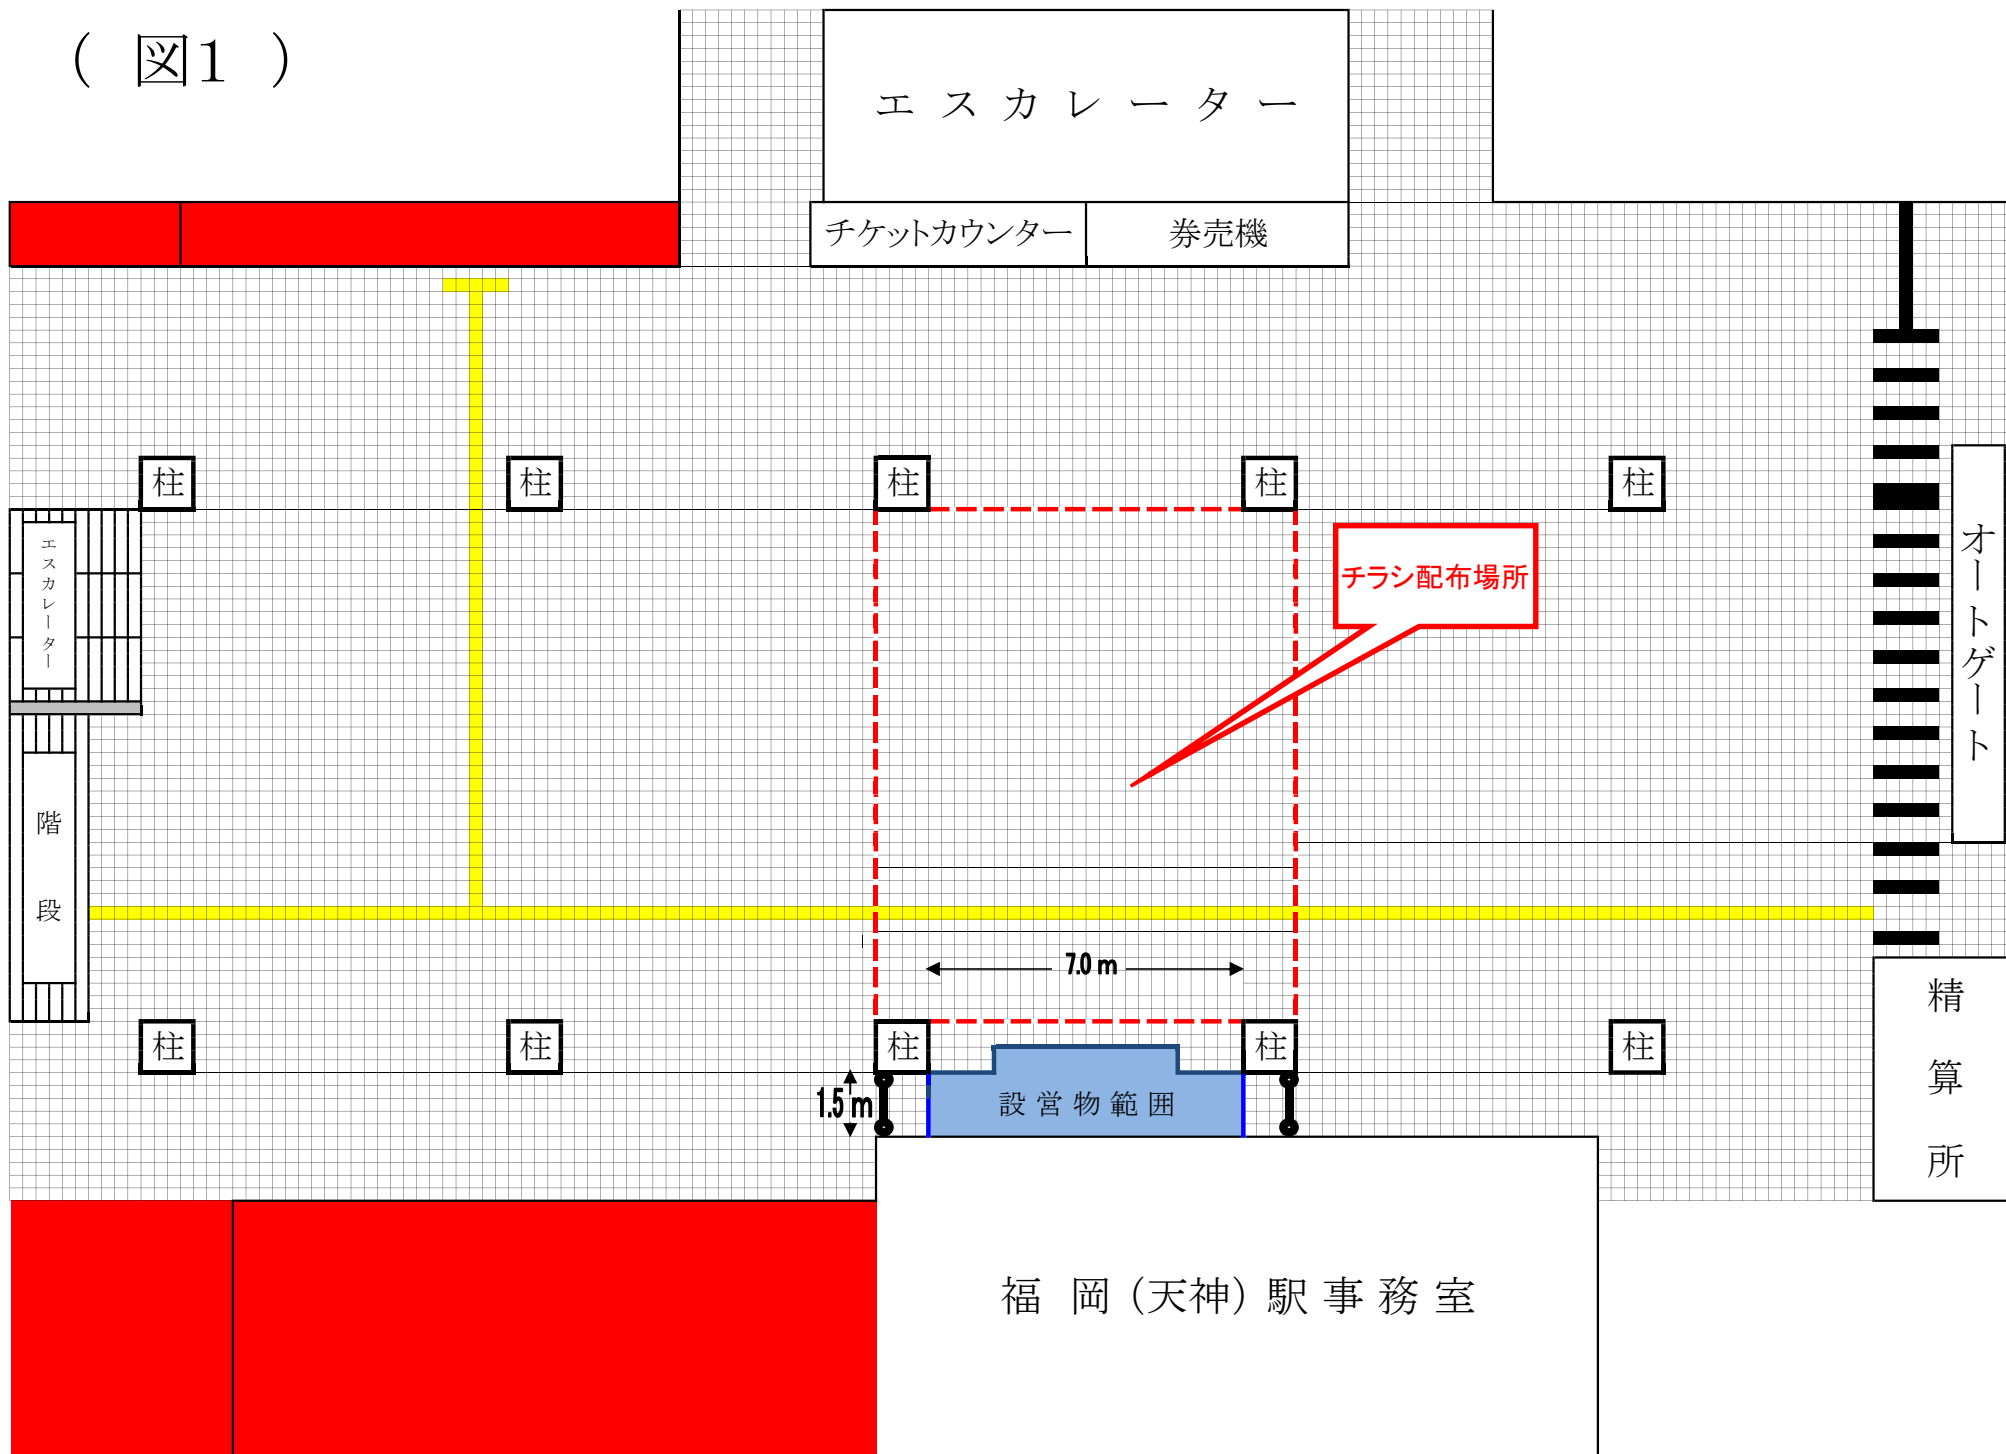 ( 図1 )
エスカレーター
チケットカウンター
券売機
柱
柱
柱
柱
柱
エスカレーター
チラシ配布場所
オートゲート
階段
7.0 m
精算所
柱
柱
柱
柱
柱
1.5 m
設営物範囲
福岡(天神)駅事務室